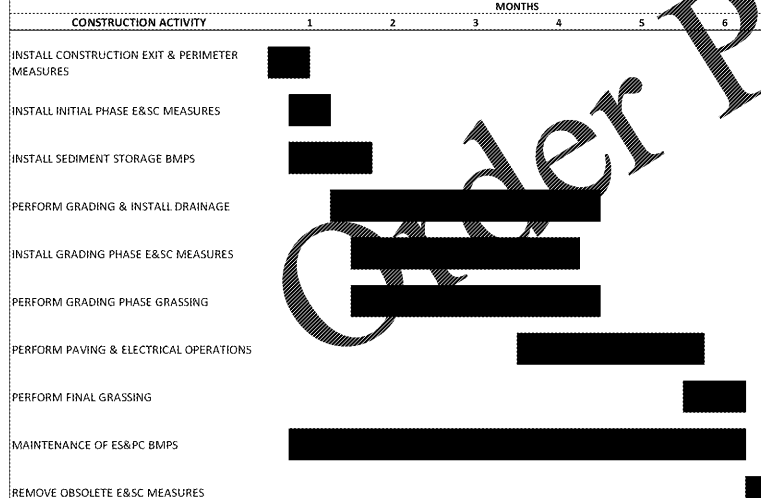 MONTHS
CONSTRUCTION ACTIVITY 1 2 3 4 5 6
INSTALL CONSTRUCTION EXIT & PERIMETER
MEASURES
INSTALL INITIAL PHASE E&SC MEASURES
INSTALL SEDIMENT STORAGE BMPS
PERFORM GRADING & INSTALL DRAINAGE
INSTALL GRADING PHASE E&SC MEASURES
PERFORM GRADING PHASE GRASSING
PERFORM PAVING & ELECTRICAL OPERATIONS
PERFORM FINAL GRASSING
MAINTENANCE OF ES&PC BMPS
REMOVE OBSOLETE E&SC MEASURES
Order P